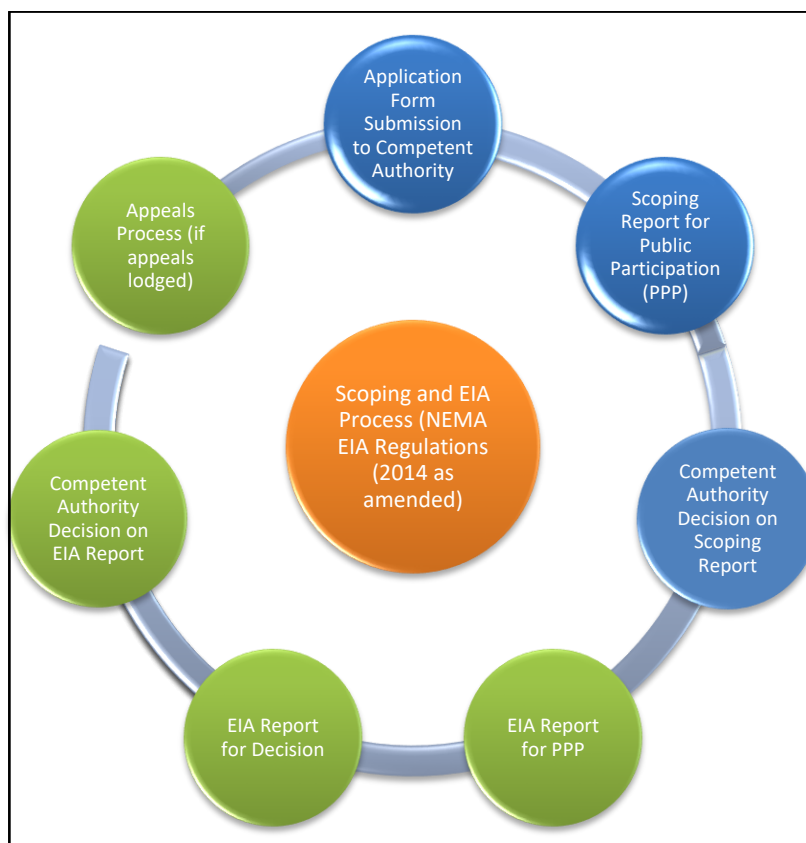 Application
Form
Submission
to Competent
Authority
Scoping
Report for
Public
Participation
(PPP)
Competent
Authority
Decision on
Scoping
Report
EIA Report
for PPP
EIA Report
for Decision
Competent
Authority
Decision on
EIA Report
Appeals
Process (if
appeals
lodged)
Scoping and EIA
Process (NEMA
EIA Regulations
(2014 as
amended)